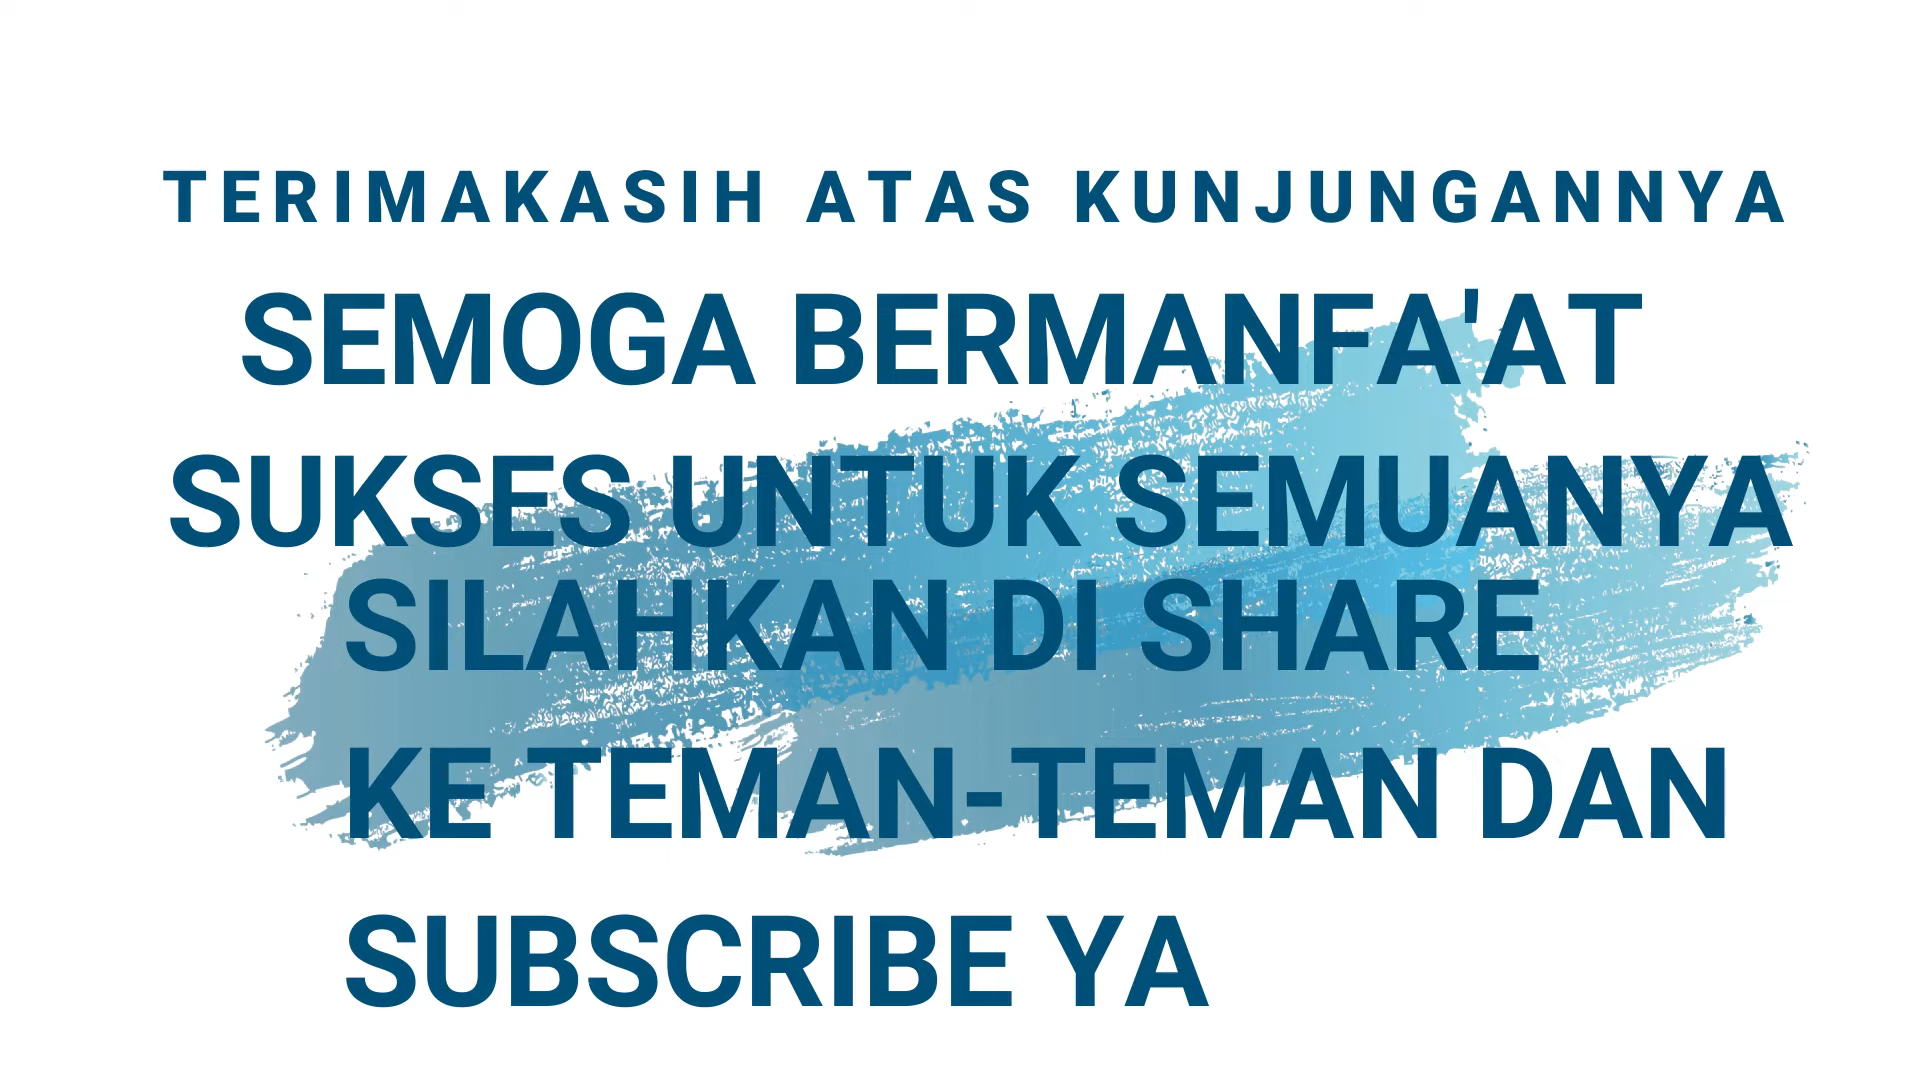 TERIMAKASIH ATAS KUNJUNGANNYA
SEMOGA BERMANFA'AT
SUKSES UNTUK SEMUANYA
SILAHKAN DI SHARE
KE TEMAN-TEMAN DAN
SUBSCRIBE YA